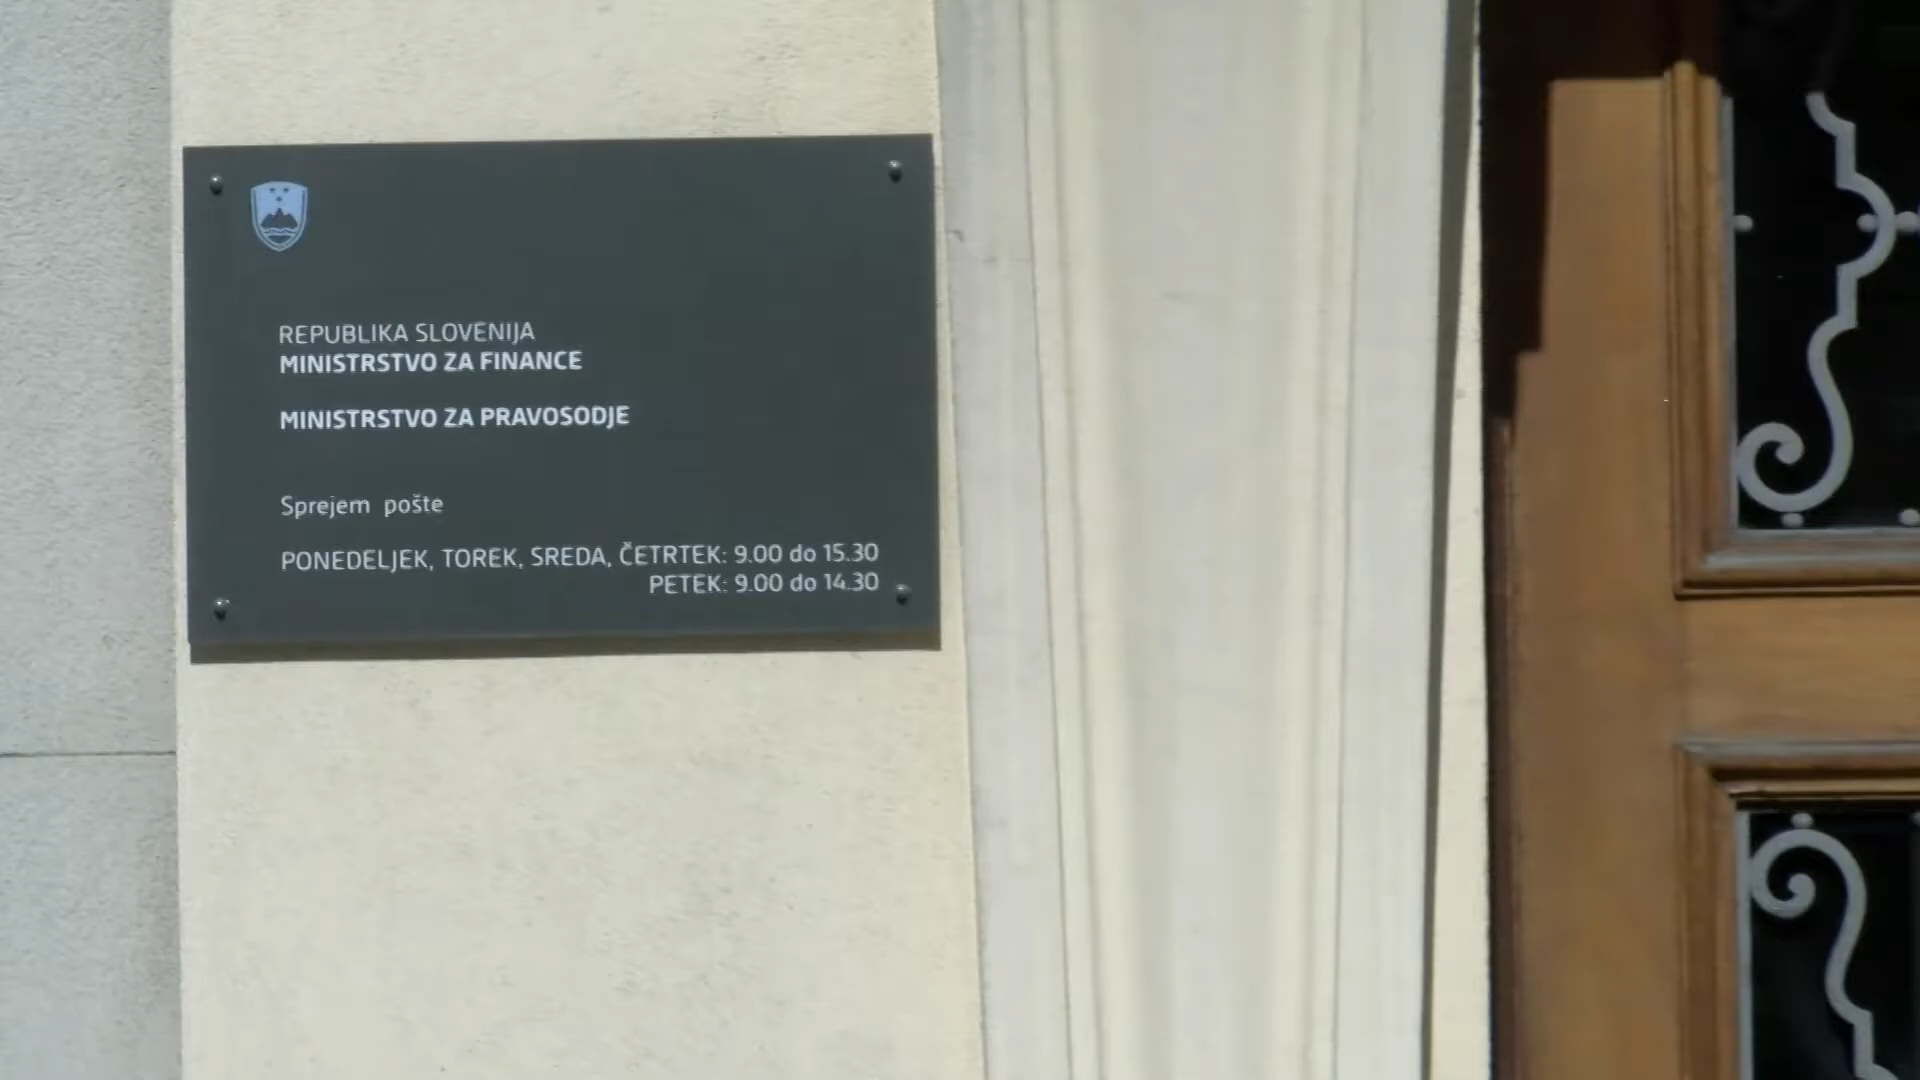 REPUBLIKA SLOVENIJA
MINISTRSTVO ZA FINANCE
MINISTRSTVO ZA PRAVOSODJE
Sprejem pošte
PONEDELJEK, TOREK, SREDA, ČETRTEK: 9.00 do 15.30
PETEK: 9.00 do 14.30